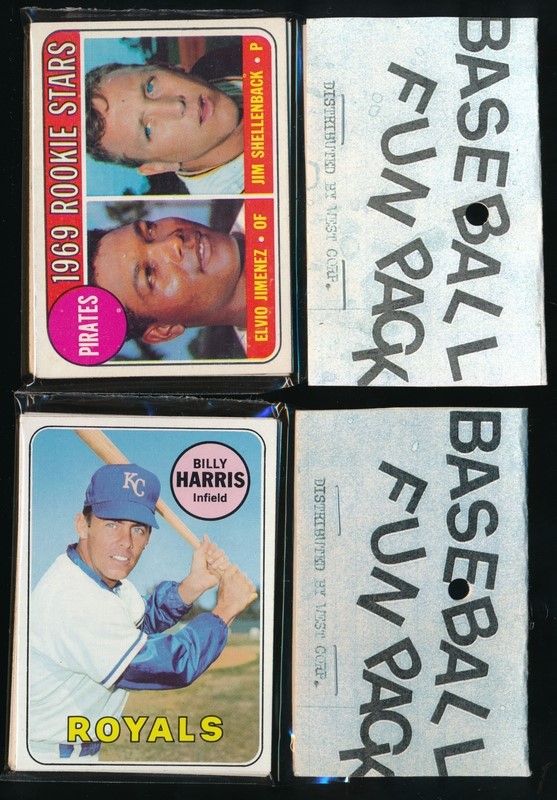 1969 ROOKIE STARS
PIRATES
JIM SHELLENBACK • P
ELVIO JIMENEZ • OF
BASEBALL
FUN PACK
DISTRIBUTED BY WEST CORP.
KC
BILLY
HARRIS
Infield
ROYALS
BASEBALL
FUN PACK
DISTRIBUTED BY WEST CORP.